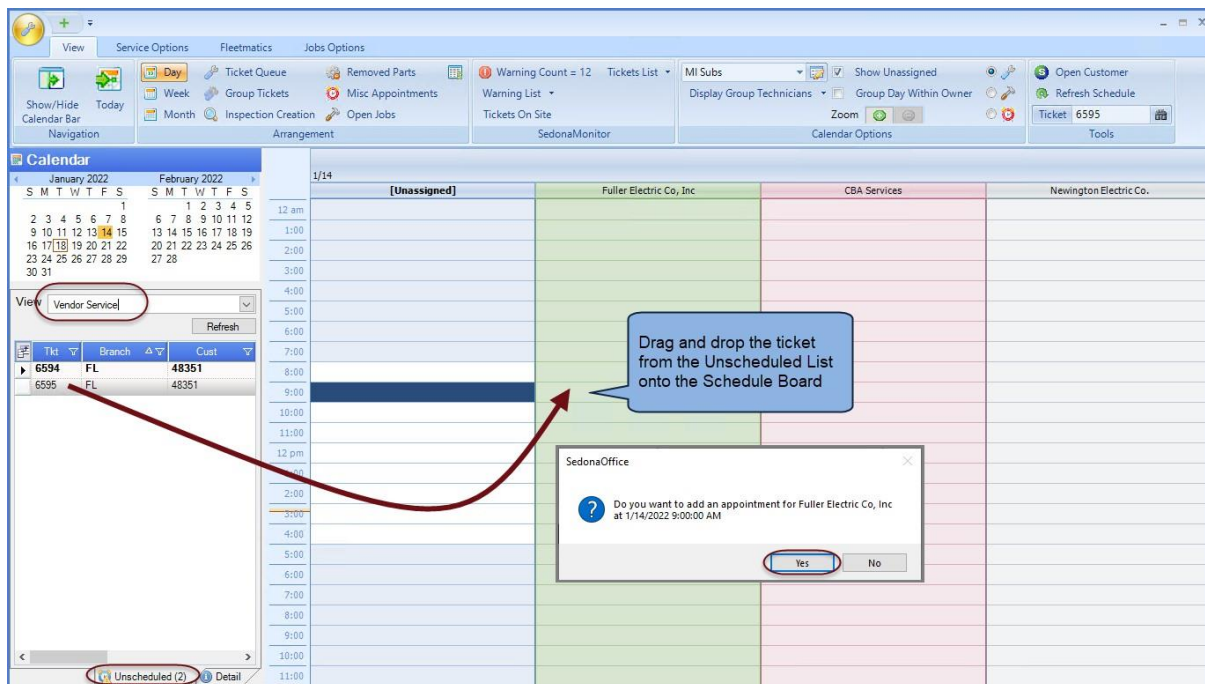 View Service Options Fleetmatics Jobs Options
Show/Hide Calendar Bar
Today
Navigation
Day
Week
Month
Ticket Queue
Group Tickets
Inspection Creation
Removed Parts
Misc Appointments
Open Jobs
Arrangement
Warning Count = 12 Tickets List
Warning List
Tickets On Site
SedonaMonitor
MI Subs
Display Group Technicians
Show Unassigned
Group Day Within Owner
Zoom
Calendar Options
Open Customer
Refresh Schedule
Ticket 6595
Tools
Calendar
January 2022
S M T W T F S
1
2 3 4 5 6 7 8
9 10 11 12 13 14 15
16 17 18 19 20 21 22
23 24 25 26 27 28 29
30 31
February 2022
S M T W T F S
1 2 3 4 5
6 7 8 9 10 11 12
13 14 15 16 17 18 19
20 21 22 23 24 25 26
27 28
View Vendor Service
Refresh
Tkt Branch Cust
6594 FL 48351
6595 FL 48351
Unscheduled (2) Detail
1/14
[Unassigned] Fuller Electric Co, Inc CBA Services Newington Electric Co.
12 am
1:00
2:00
3:00
4:00
5:00
6:00
7:00
8:00
9:00
10:00
11:00
12 pm
2:00
3:00
4:00
5:00
6:00
7:00
8:00
9:00
10:00
11:00
Drag and drop the ticket
from the Unscheduled List
onto the Schedule Board
SedonaOffice
Do you want to add an appointment for Fuller Electric Co, Inc
at 1/14/2022 9:00:00 AM
Yes No